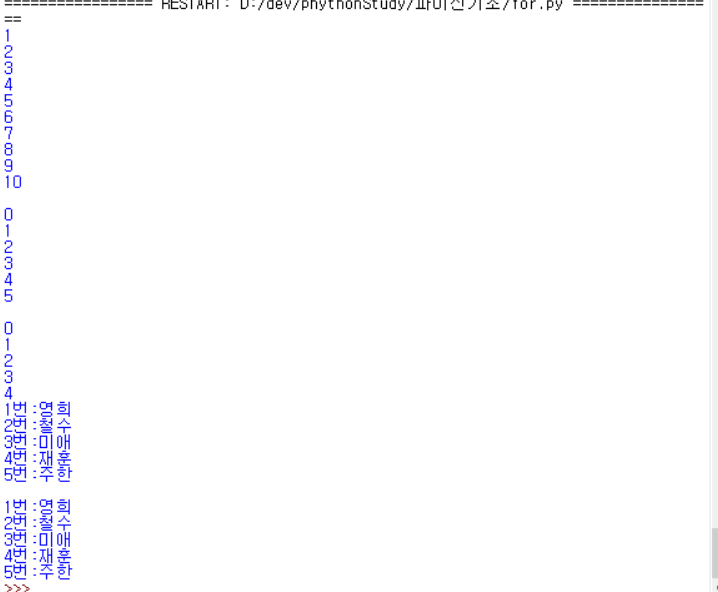 ================= RESTART: D:/dev/phythonStudy/파이썬기초/for.py ===============
==
1
2
3
4
5
6
7
8
9
10
0
1
2
3
4
5
0
1
2
3
4
1번:영희
2번:철수
3번:미애
4번:재훈
5번:주한
1번:영희
2번:철수
3번:미애
4번:재훈
5번:주한
>>>